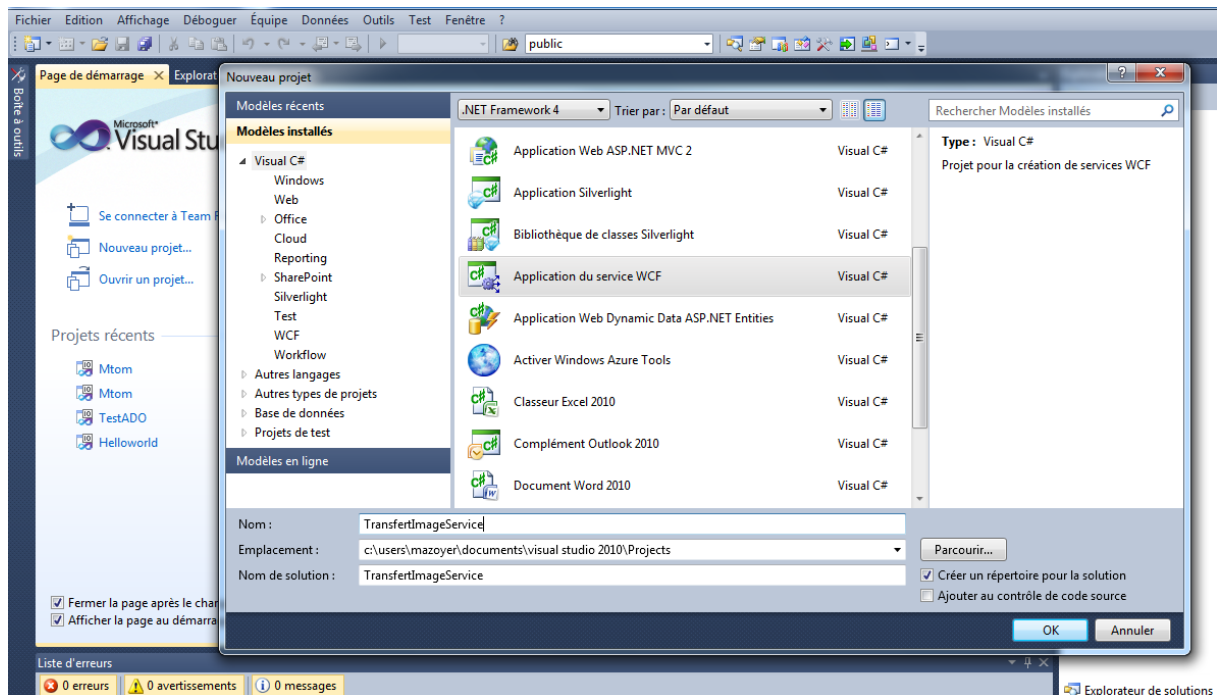 Fichier Edition Affichage Déboguer Équipe Données Outils Test Fenêtre ?
public
Page de démarrage Explorat
Boîte à outils
Microsoft
Visual Stu
Se connecter à Team F
Nouveau projet...
Ouvrir un projet...
Projets récents
Mtom
Mtom
TestADO
Helloworld
Fermer la page après le char
Afficher la page au démarra
Nouveau projet
Modèles récents
Modèles installés
Visual C#
Windows
Web
Office
Cloud
Reporting
SharePoint
Silverlight
Test
WCF
Workflow
Autres langages
Autres types de projets
Base de données
Projets de test
Modèles en ligne
.NET Framework 4 Trier par : Par défaut
Application Web ASP.NET MVC 2 Visual C#
Application Silverlight Visual C#
Bibliothèque de classes Silverlight Visual C#
Application du service WCF Visual C#
Application Web Dynamic Data ASP.NET Entities Visual C#
Activer Windows Azure Tools Visual C#
Classeur Excel 2010 Visual C#
Complément Outlook 2010 Visual C#
Document Word 2010 Visual C#
Rechercher Modèles installés
Type : Visual C#
Projet pour la création de services WCF
Nom : TransfertImageService
Emplacement : c:\users\mazoyer\documents\visual studio 2010\Projects Parcourir...
Nom de solution : TransfertImageService
Créer un répertoire pour la solution
Ajouter au contrôle de code source
OK Annuler
Liste d'erreurs
0 erreurs 0 avertissements 0 messages
Explorateur de solutions